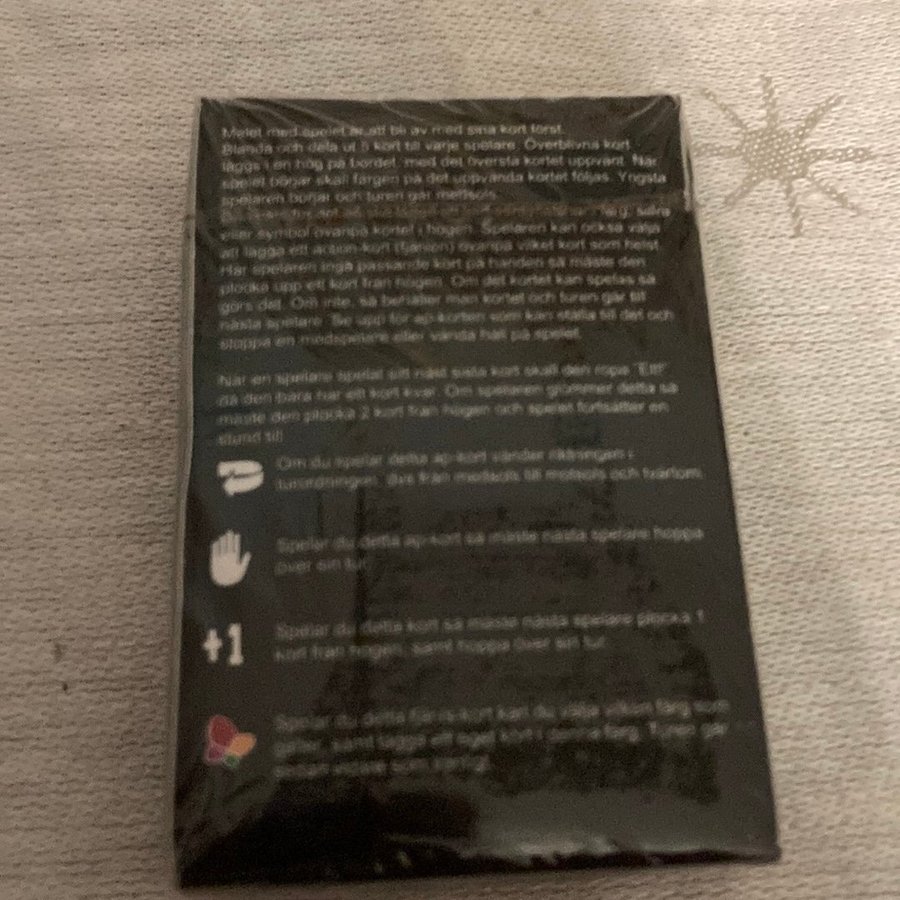 Målet med spelet är att bli av med sina kort först.
Blanda och dela ut 5 kort till varje spelare. Överblivna kort
läggs i en hög på bordet, med det översta kortet uppvänt. När
spelet börjar skall färgen på det uppvända kortet följas. Yngsta
spelaren börjar och turen går medsols.
färg, siffra
eller symbol ovanpå kortet i högen. Spelaren kan också välja
att lägga ett action-kort (fjärilen) ovanpå vilket kort som helst.
Har spelaren inga passande kort på handen så måste den
plocka upp ett kort från högen. Om det kortet kan spelas så
görs det. Om inte, så behåller man kortet och turen går till
nästa spelare. Se upp för ap-korten som kan ställa till det och
stoppa en medspelare eller vända håll på spelet.
När en spelare spelat sitt näst sista kort skall den ropa "Ett!"
då den bara har ett kort kvar. Om spelaren glömmer detta så
måste den plocka 2 kort från högen och spelet fortsätter en
stund till!
Om du spelar detta ap-kort vänder riktningen i
turordningen, dvs från medsols till motsols och tvärtom.
Spelar du detta ap-kort så måste nästa spelare hoppa
över sin tur.
+1
Spelar du detta kort så måste nästa spelare plocka 1
kort från högen, samt hoppa över sin tur.
Spelar du detta kort kan du välja vilken färg som
gäller, samt lägga ett eget kort i denna färg. Turen går
sedan vidare som vanligt.